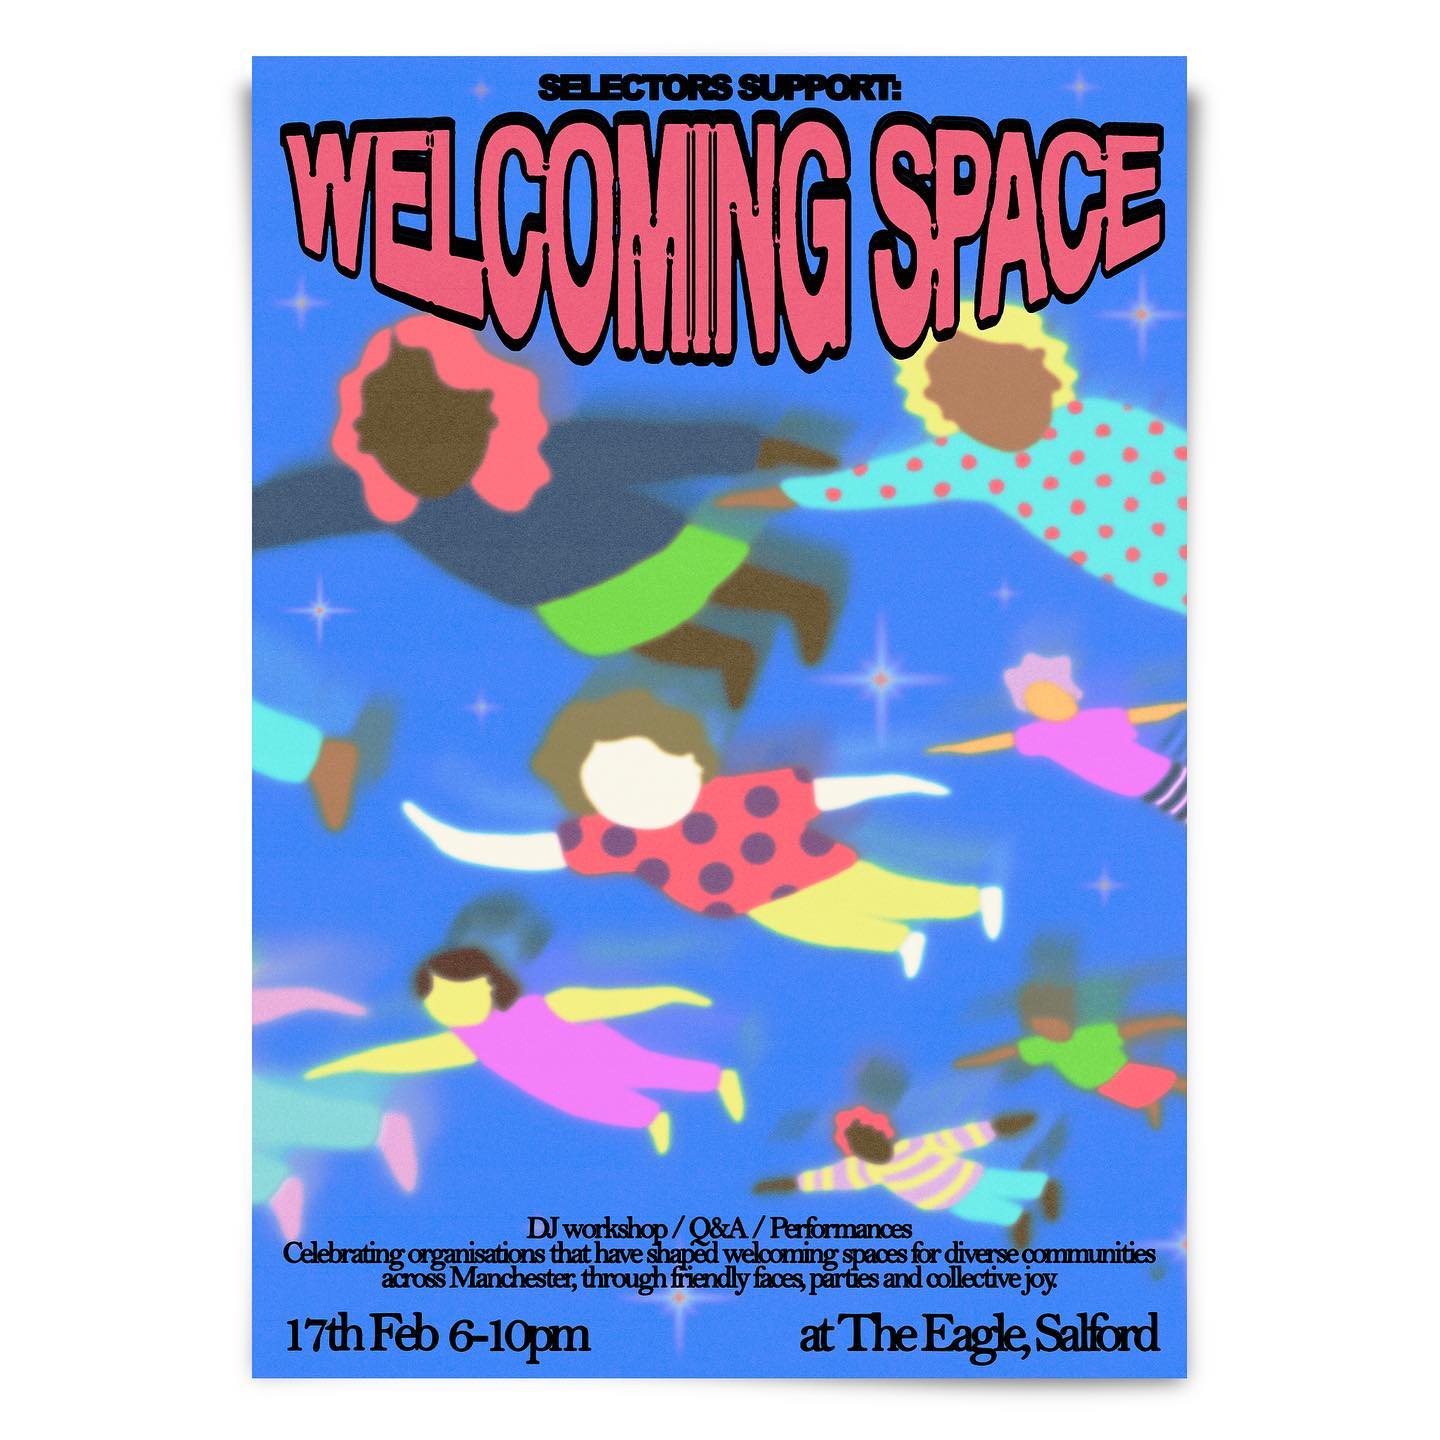 SELECTORS SUPPORT:
WELCOMING SPACE
DJ workshop / Q&A / Performances
Celebrating organisations that have shaped welcoming spaces for diverse communities
across Manchester, through friendly faces, parties and collective joy.
17th Feb 6-10pm
at The Eagle, Salford